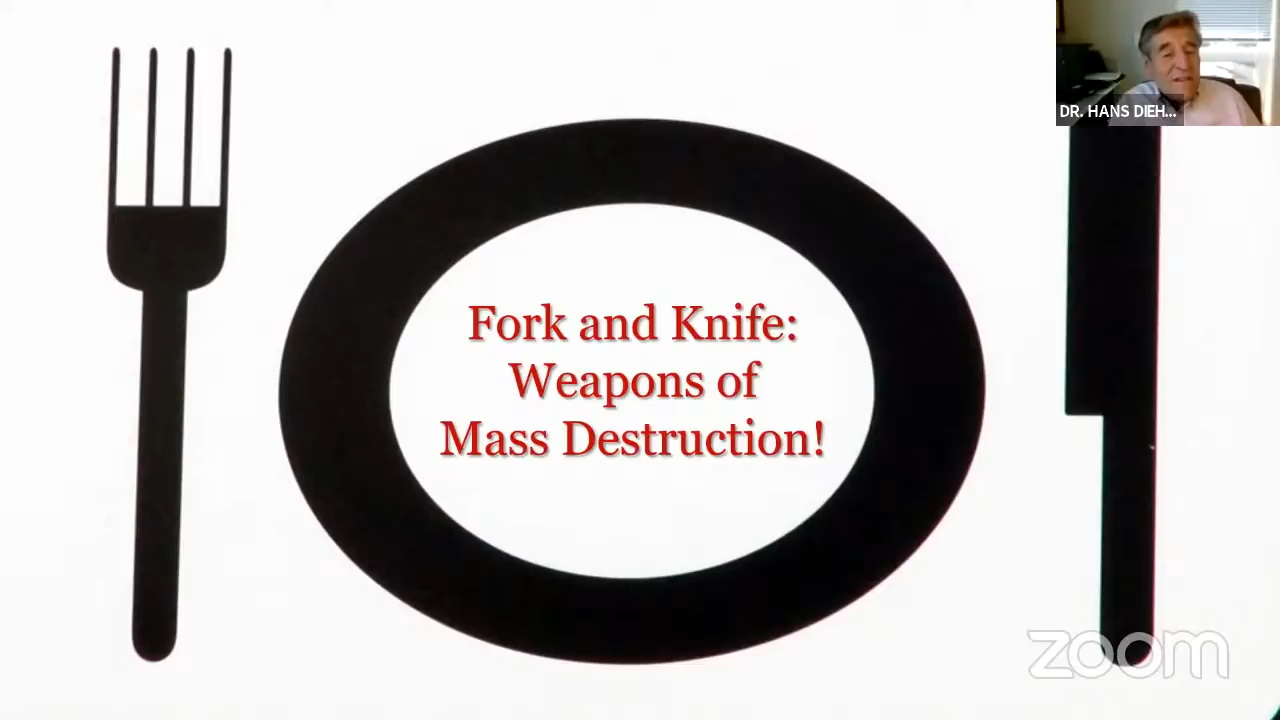 DR. HANS DIEH...
Fork and Knife:
Weapons of
Mass Destruction!
zoom